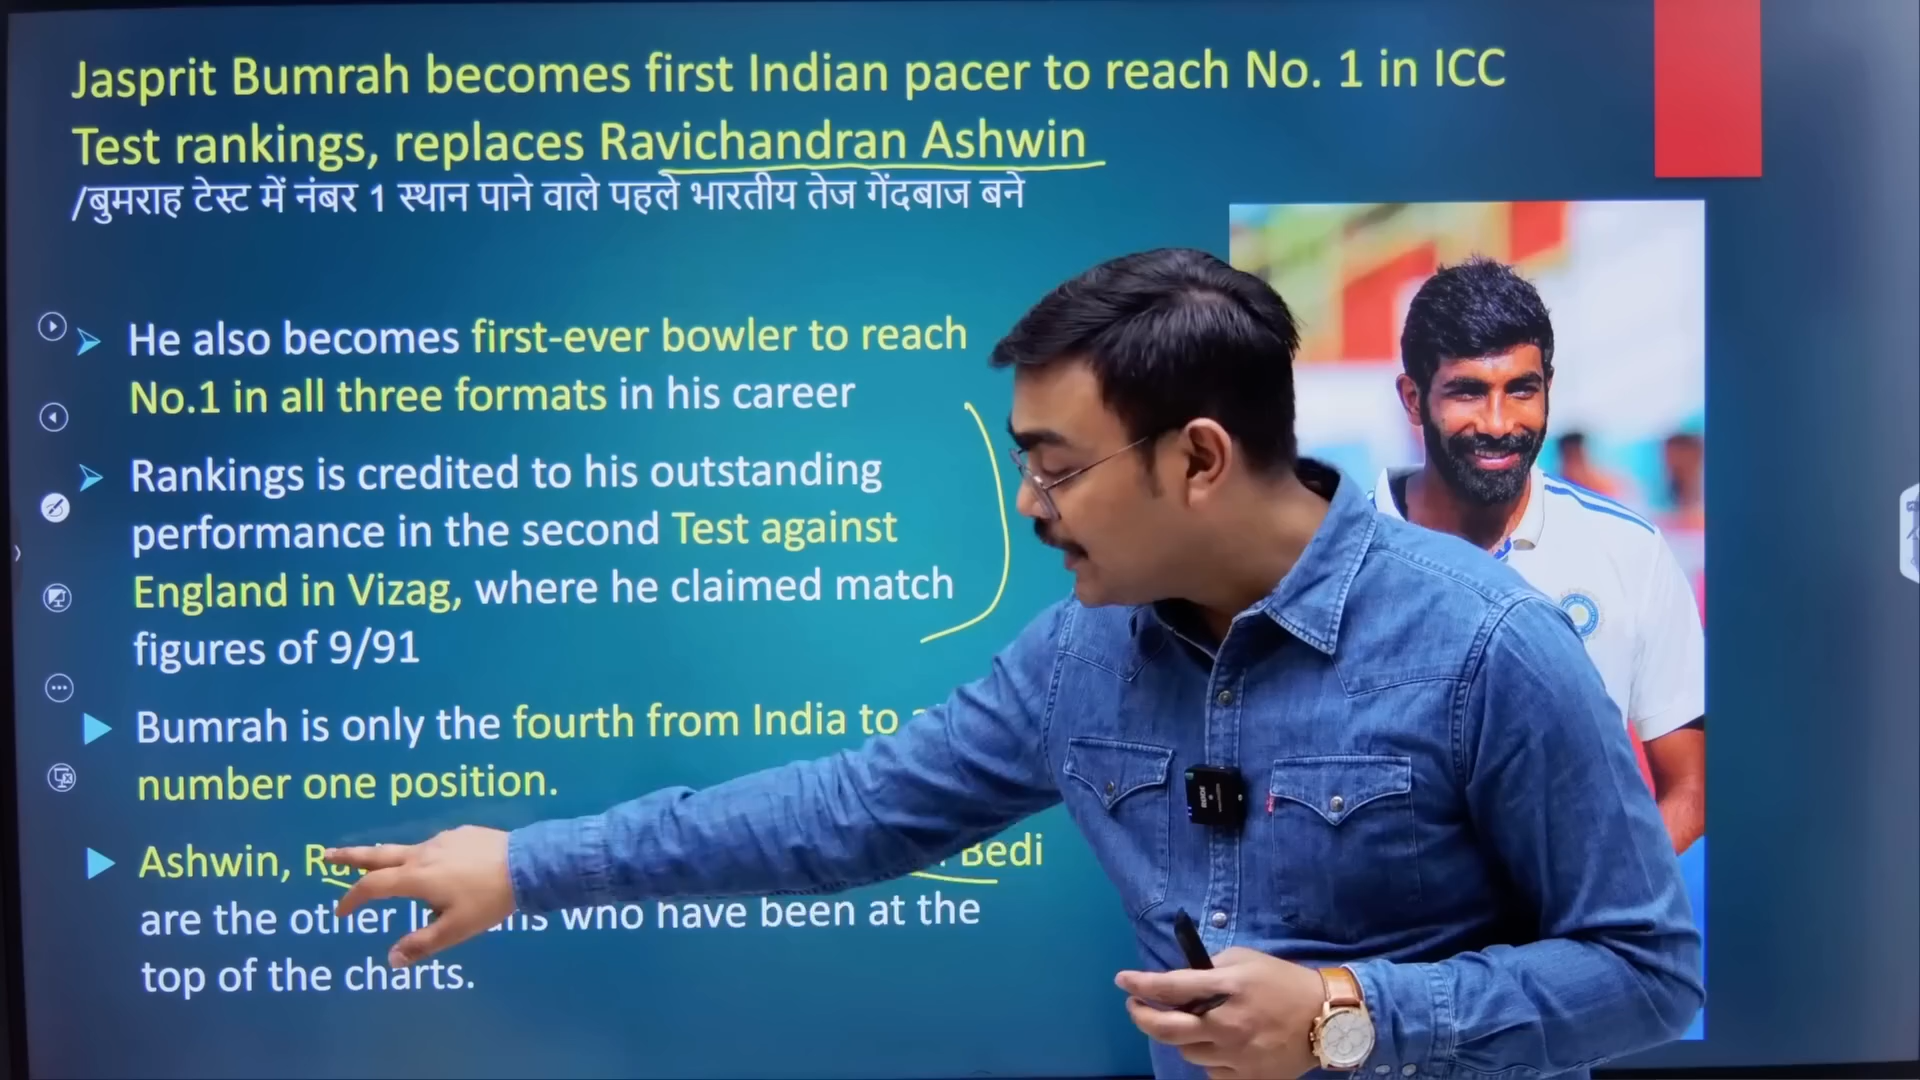 Jasprit Bumrah becomes first Indian pacer to reach No. 1 in ICC
Test rankings, replaces Ravichandran Ashwin
/बुमराह टेस्ट में नंबर 1 स्थान पाने वाले पहले भारतीय तेज गेंदबाज बने
He also becomes first-ever bowler to reach
No.1 in all three formats in his career
Rankings is credited to his outstanding
performance in the second Test against
England in Vizag, where he claimed match
figures of 9/91
Bumrah is only the fourth from India to
number one position.
Ashwin, Bedi
are the other who have been at the
top of the charts.